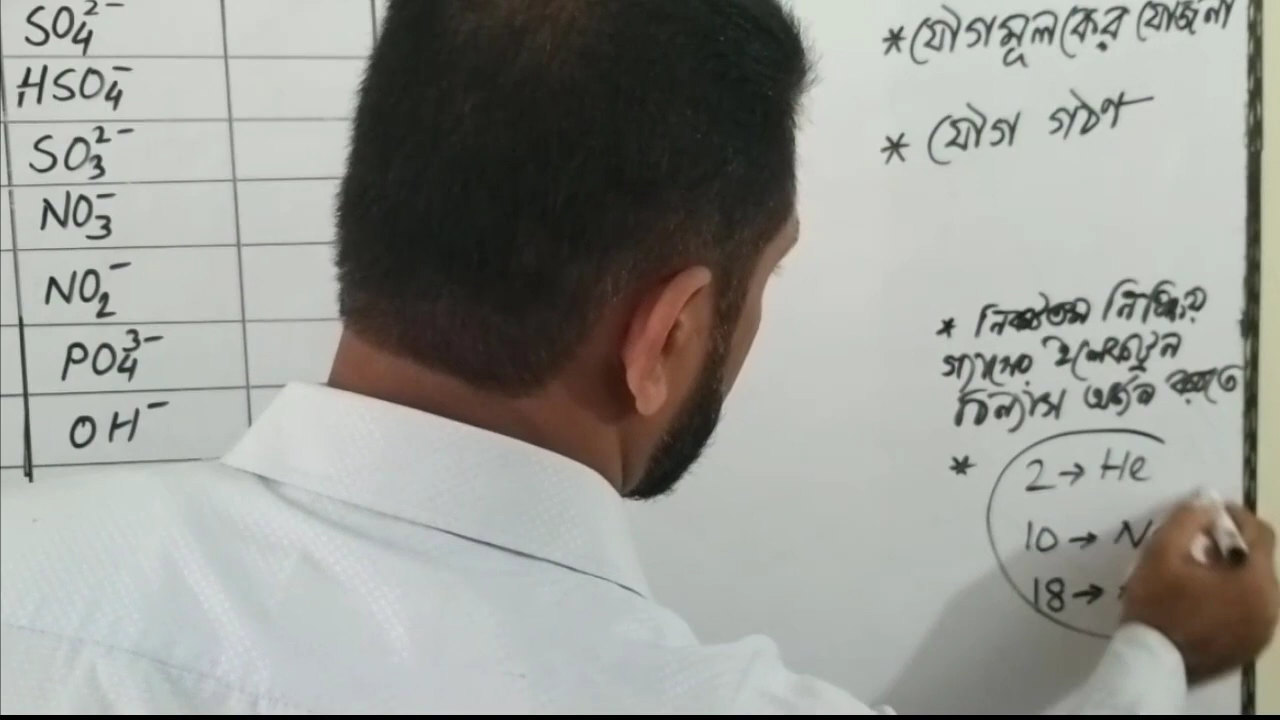 SO₄²⁻
HSO₄⁻
SO₃²⁻
NO₃⁻
NO₂⁻
PO₄³⁻
OH⁻
*যৌগমূলকের যোজনী
* যৌগ গঠণ
* নিকটতম নিষ্ক্রিয়
গ্যাসের ইলেকট্রন
বিন্যাস অর্জন করতে
* 2 → He
10 → N
18 →